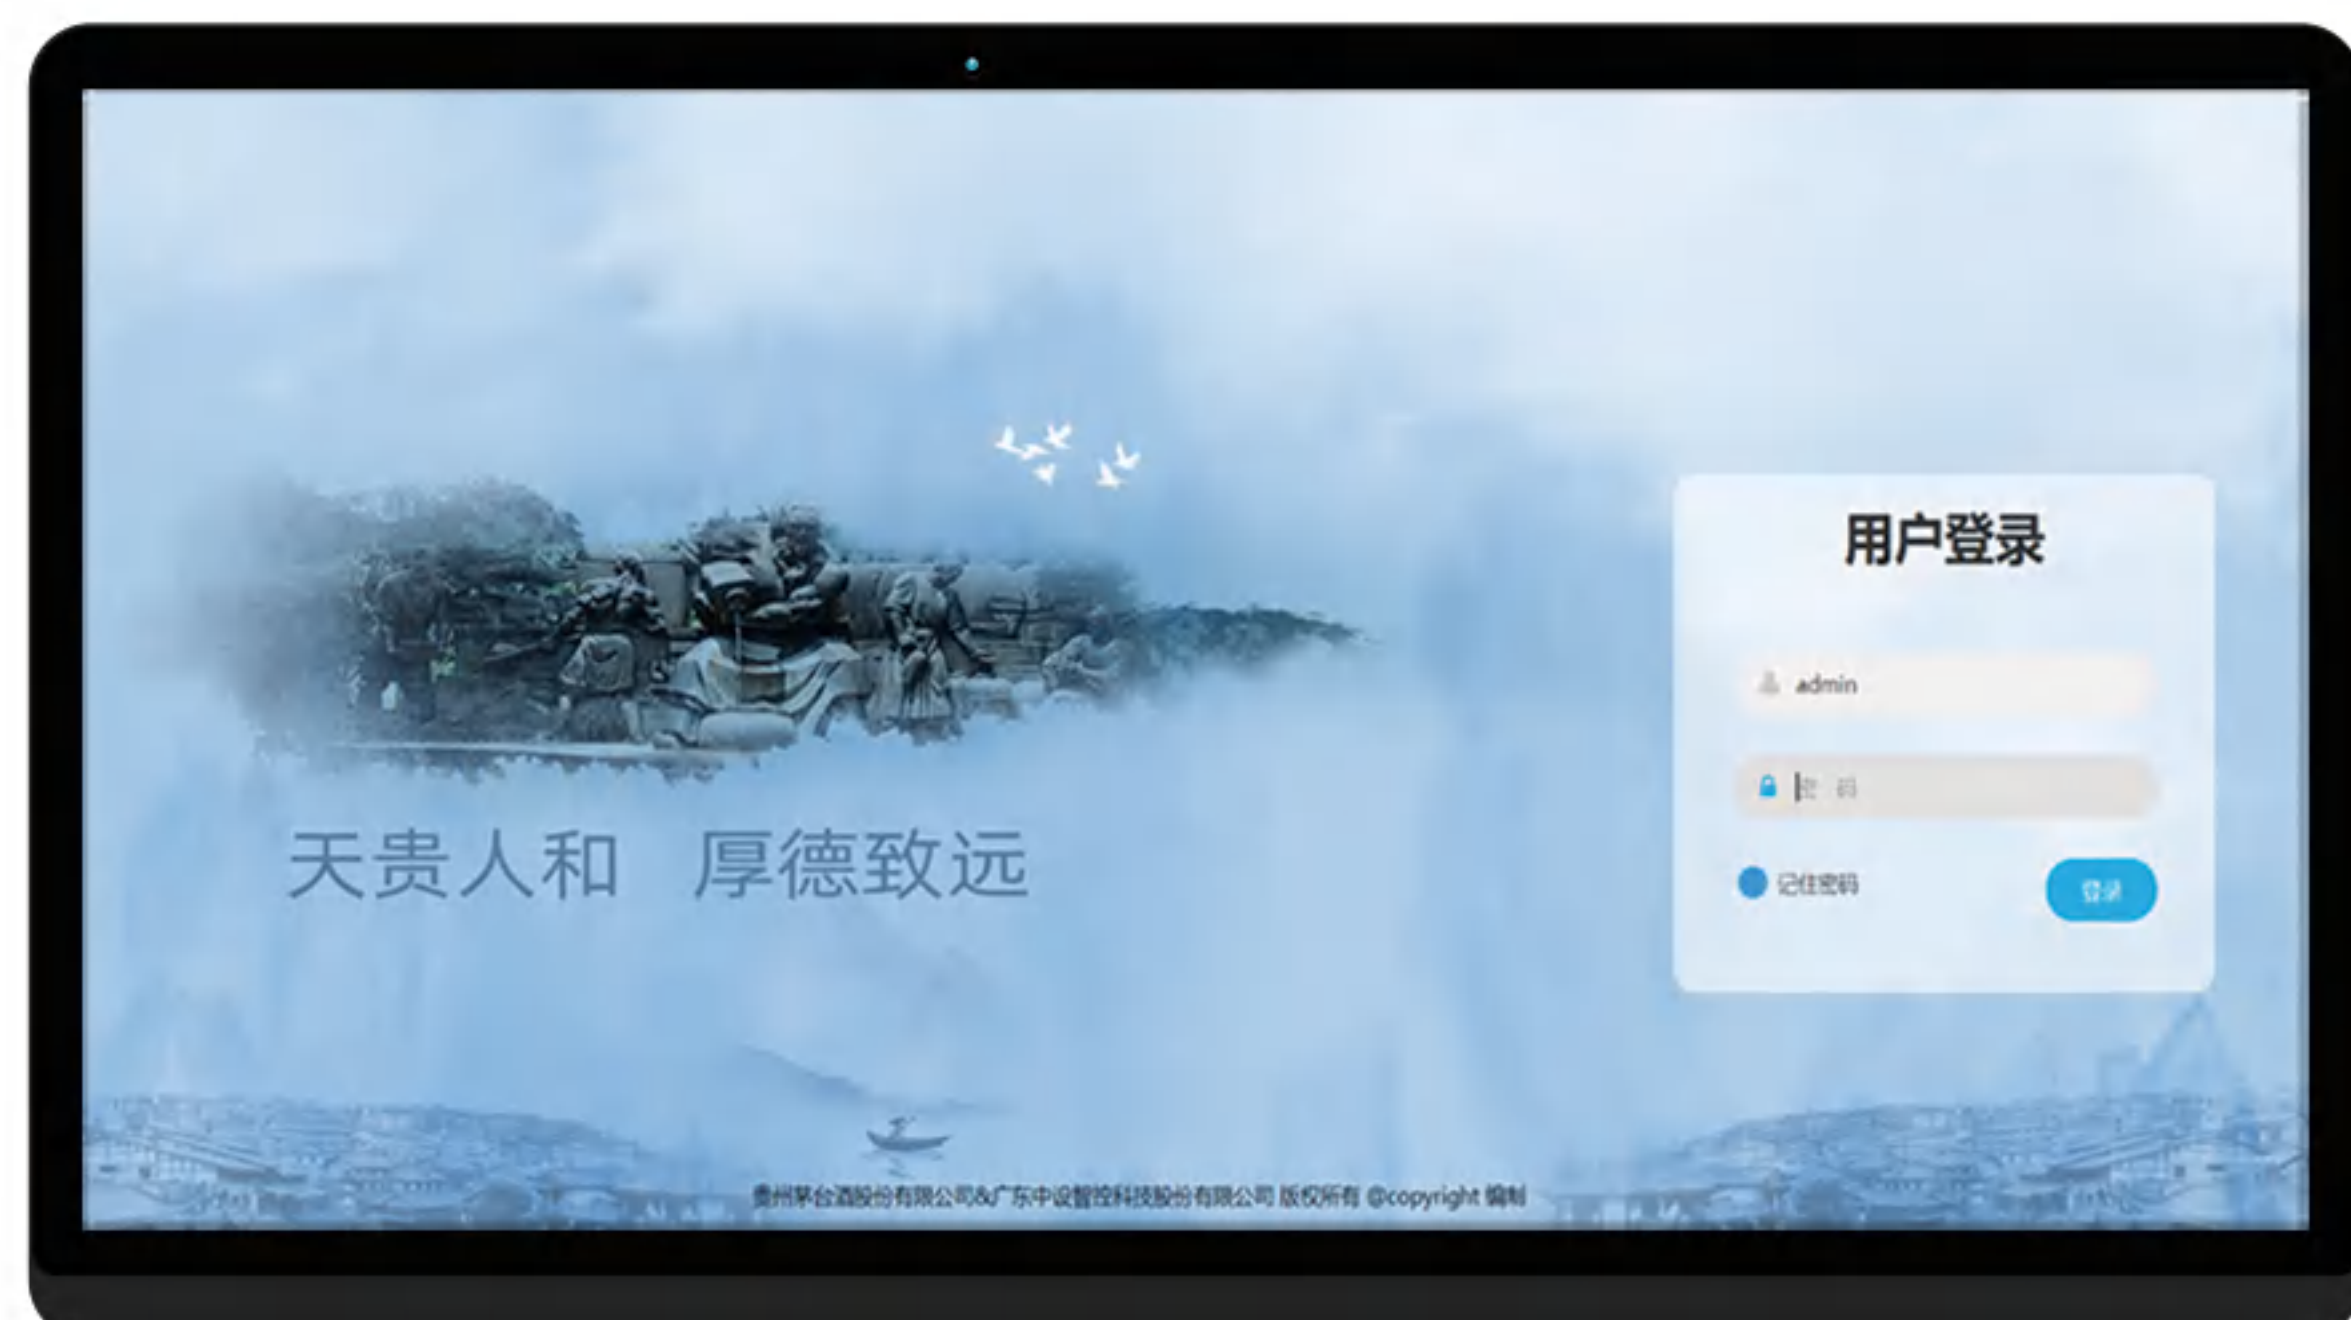 用户登录
admin
密 码
记住密码
登录
天贵人和 厚德致远
贵州茅台酒股份有限公司&广东中设智控科技股份有限公司 版权所有 @copyright 编制